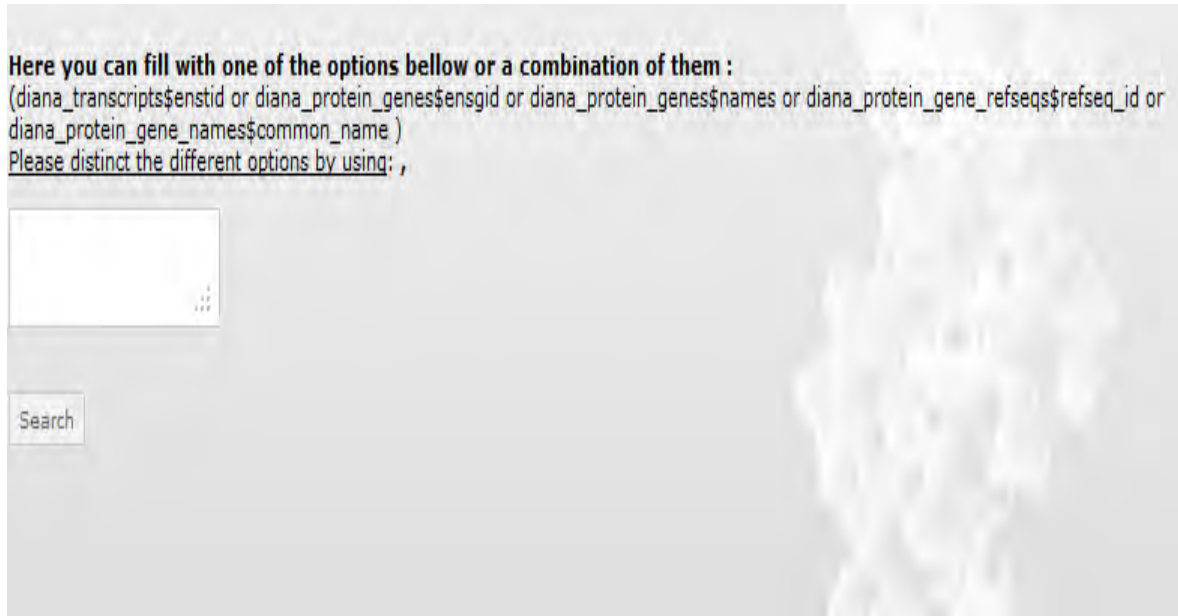 Here you can fill with one of the options bellow or a combination of them :
(diana_transcripts$enstid or diana_protein_genes$ensgid or diana_protein_genes$names or diana_protein_gene_refseqs$refseq_id or
diana_protein_gene_names$common_name )
Please distinct the different options by using: ,
Search